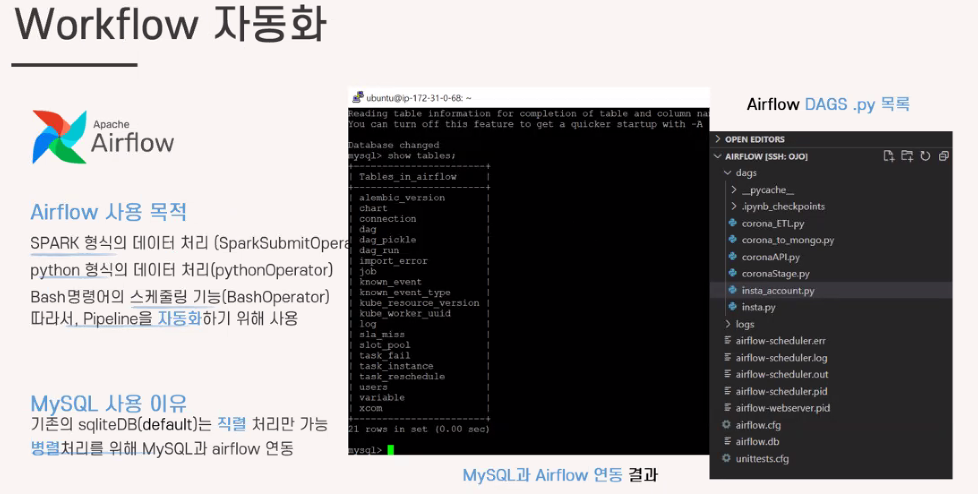 Workflow 자동화
Apache
Airflow
Airflow 사용 목적
SPARK 형식의 데이터 처리 (SparkSubmitOpera
python 형식의 데이터 처리(pythonOperator)
Bash명령어의 스케줄링 기능(BashOperator)
따라서, Pipeline을 자동화하기 위해 사용
MySQL 사용 이유
기존의 sqliteDB(default)는 직렬 처리만 가능
병렬처리를 위해 MySQL과 airflow 연동
ubuntu@ip-172-31-0-68: ~
Reading table information for completion of table and column na
You can turn off this feature to get a quicker startup with -A
Database changed
mysql> show tables;
+-------------------------+
| Tables_in_airflow |
+-------------------------+
| alembic_version |
| chart |
| connection |
| dag |
| dag_pickle |
| dag_run |
| import_error |
| job |
| known_event |
| known_event_type |
| kube_resource_version |
| kube_worker_uuid |
| log |
| sla_miss |
| slot_pool |
| task_fail |
| task_instance |
| task_reschedule |
| users |
| variable |
| xcom |
+-------------------------+
21 rows in set (0.00 sec)
mysql>
MySQL과 Airflow 연동 결과
Airflow DAGS .py 목록
OPEN EDITORS
AIRFLOW [SSH: OJO]
dags
__pycache__
.ipynb_checkpoints
corona_ETL.py
corona_to_mongo.py
coronaAPI.py
coronaStage.py
insta_account.py
insta.py
logs
airflow-scheduler.err
airflow-scheduler.log
airflow-scheduler.out
airflow-scheduler.pid
airflow-webserver.pid
airflow.cfg
airflow.db
unittests.cfg